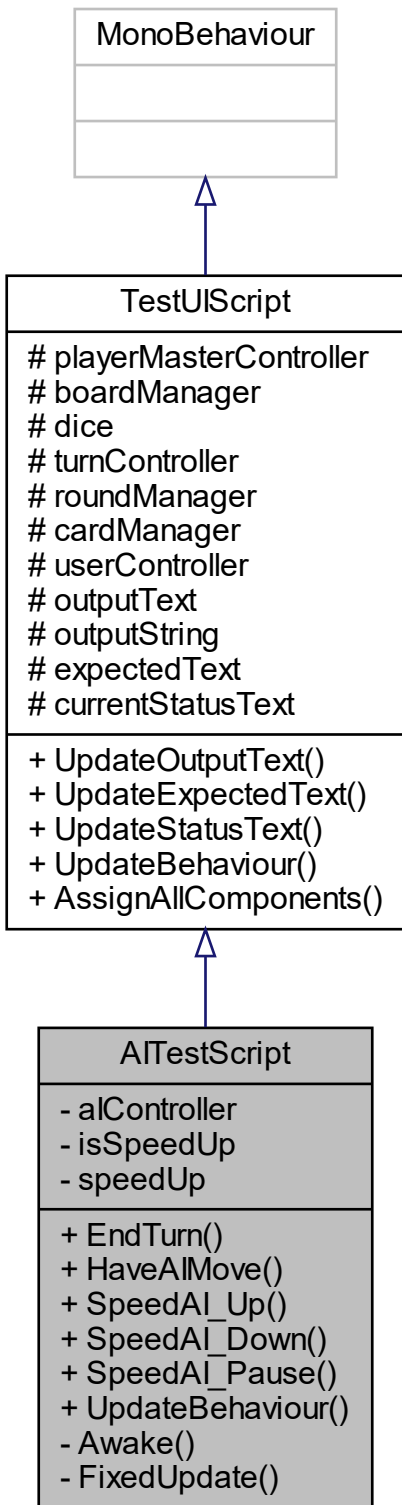 MonoBehaviour
TestUIScript
# playerMasterController
# boardManager
# dice
# turnController
# roundManager
# cardManager
# userController
# outputText
# outputString
# expectedText
# currentStatusText
+ UpdateOutputText()
+ UpdateExpectedText()
+ UpdateStatusText()
+ UpdateBehaviour()
+ AssignAllComponents()
AITestScript
- aIController
- isSpeedUp
- speedUp
+ EndTurn()
+ HaveAIMove()
+ SpeedAI_Up()
+ SpeedAI_Down()
+ SpeedAI_Pause()
+ UpdateBehaviour()
- Awake()
- FixedUpdate()